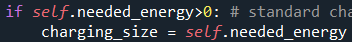 if self.needed_energy>0: # standard cha
charging_size = self.needed_energy